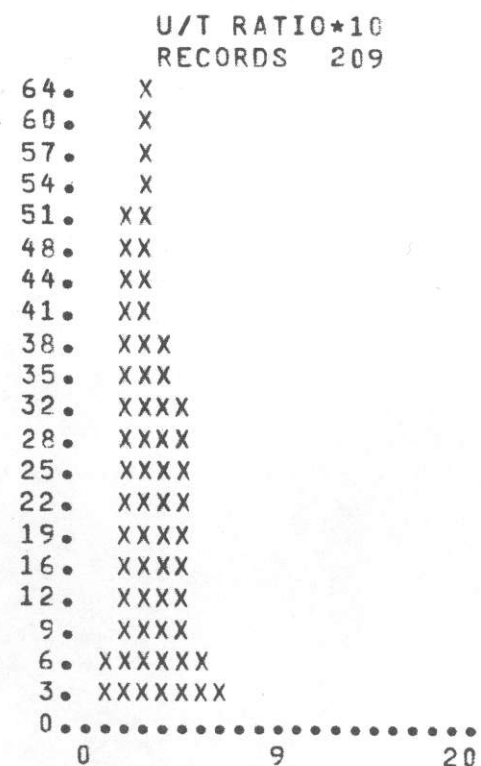 U/T RATIO*10
RECORDS 209
64. X
60. X
57. X
54. X
51. XX
48. XX
44. XX
41. XX
38. XXX
35. XXX
32. XXXX
28. XXXX
25. XXXX
22. XXXX
19. XXXX
16. XXXX
12. XXXX
9. XXXX
6. XXXXXX
3. XXXXXXX
0......................
0 9 20